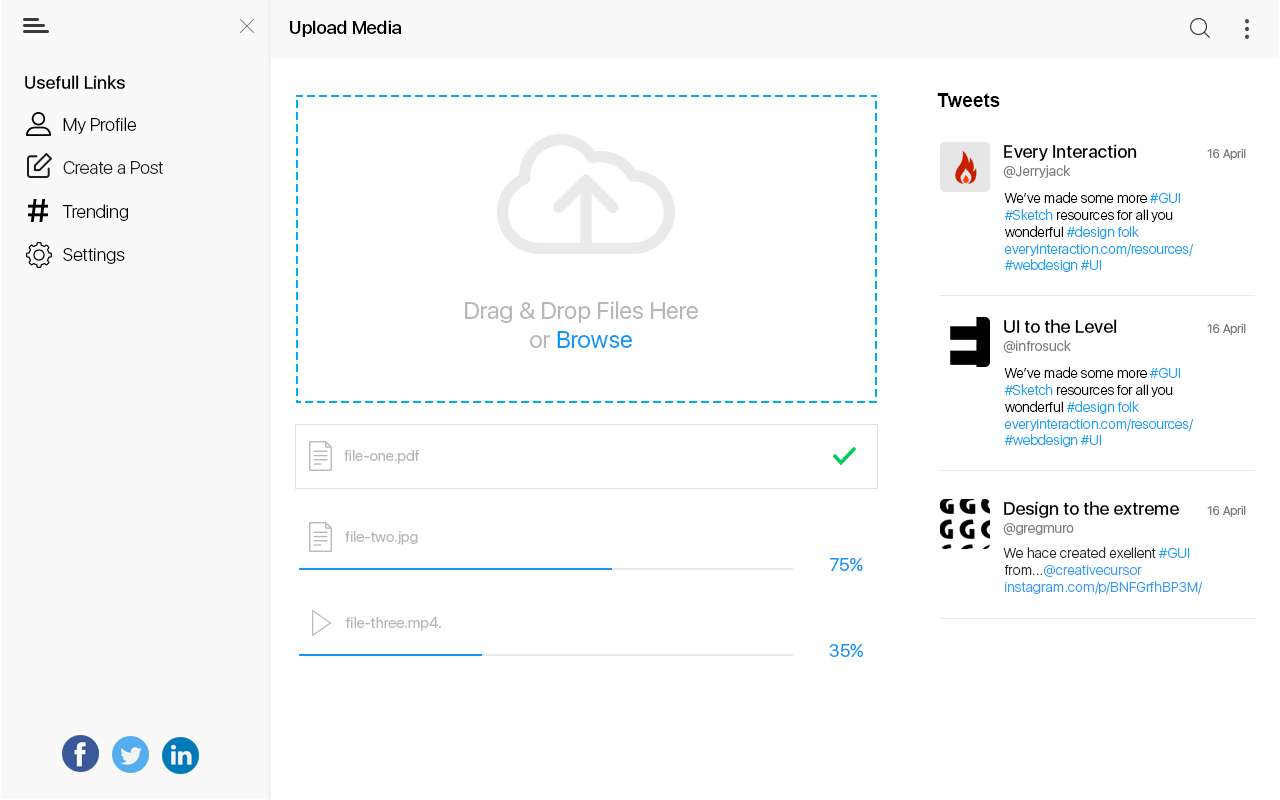 Upload Media
Usefull Links
My Profile
Create a Post
Trending
Settings
Drag & Drop Files Here
or Browse
file-one.pdf
file-two.jpg
75%
file-three.mp4.
35%
Tweets
Every Interaction
16 April
@Jerryjack
We’ve made some more #GUI
#Sketch resources for all you
wonderful #design folk
everyinteraction.com/resources/
#webdesign #UI
UI to the Level
16 April
@infrosuck
We’ve made some more #GUI
#Sketch resources for all you
wonderful #design folk
everyinteraction.com/resources/
#webdesign #UI
Design to the extreme
16 April
@gregmuro
We hace created exellent #GUI
from...@creativecursor
instagram.com/p/BNFGrfhBP3M/